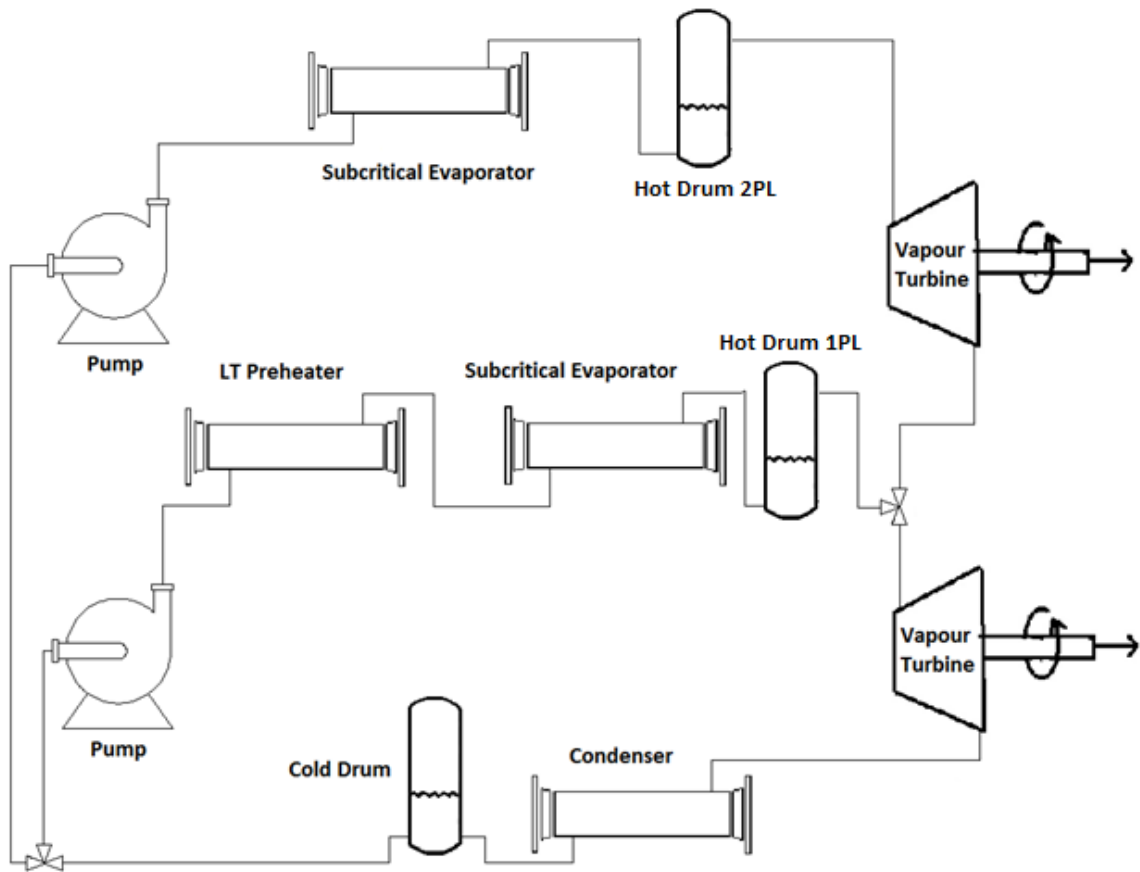 Subcritical Evaporator
Hot Drum 2PL
Vapour
Turbine
Pump
Hot Drum 1PL
LT Preheater
Subcritical Evaporator
Vapour
Turbine
Pump
Cold Drum
Condenser